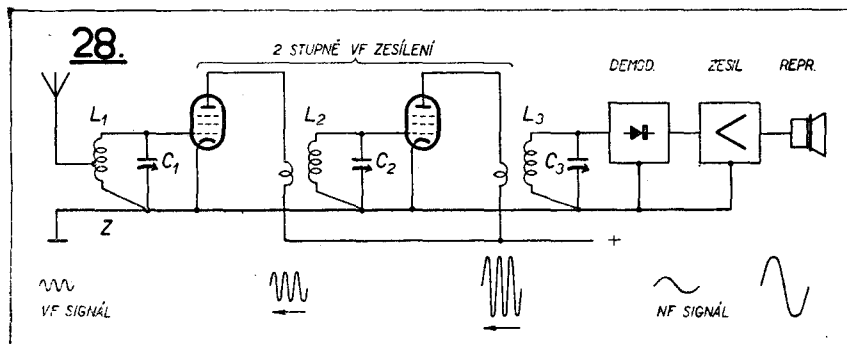 28.
2 STUPNĚ VF ZESÍLENÍ
DEMOD.
ZESIL
REPR.
L1
C1
L2
C2
L3
C3
Z
+
VF SIGNÁL
NF SIGNÁL